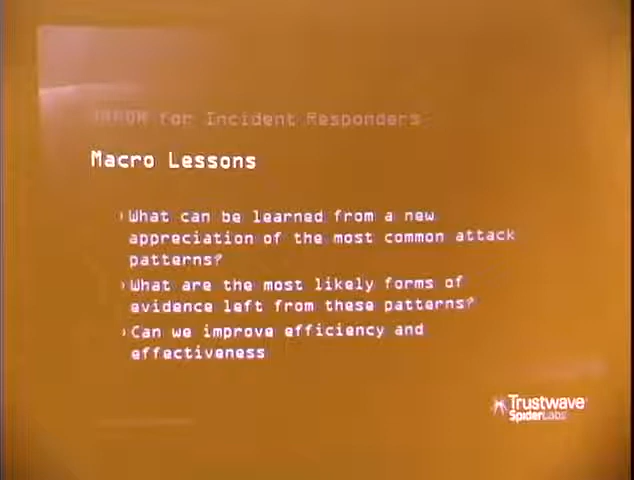 for Incident Responders
Macro Lessons
›What can be learned from a new
appreciation of the most common attack
patterns?
›What are the most likely forms of
evidence left from these patterns?
›Can we improve efficiency and
effectiveness
Trustwave
SpiderLabs